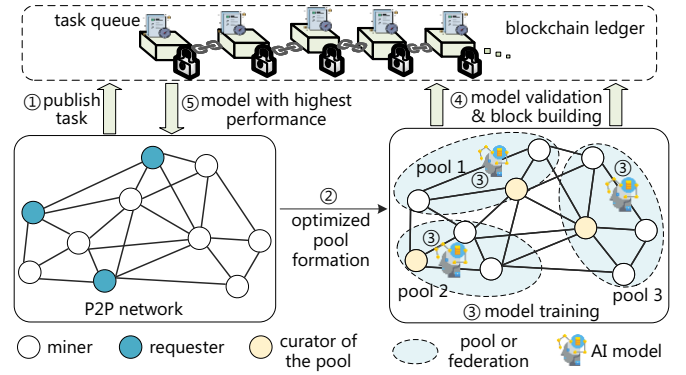 task queue
blockchain ledger
① publish
task
⑤ model with highest
performance
④ model validation
& block building
pool 1
③
③
②
optimized
pool
formation
③
pool 2
pool 3
P2P network
③ model training
miner
requester
curator of
the pool
pool or
federation
AI model